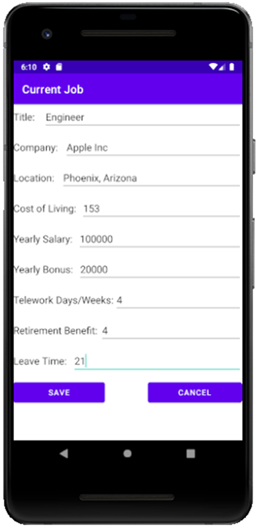 6:10
Current Job
Title: Engineer
Company: Apple Inc
Location: Phoenix, Arizona
Cost of Living: 153
Yearly Salary: 100000
Yearly Bonus: 20000
Telework Days/Weeks: 4
Retirement Benefit: 4
Leave Time: 21
SAVE CANCEL